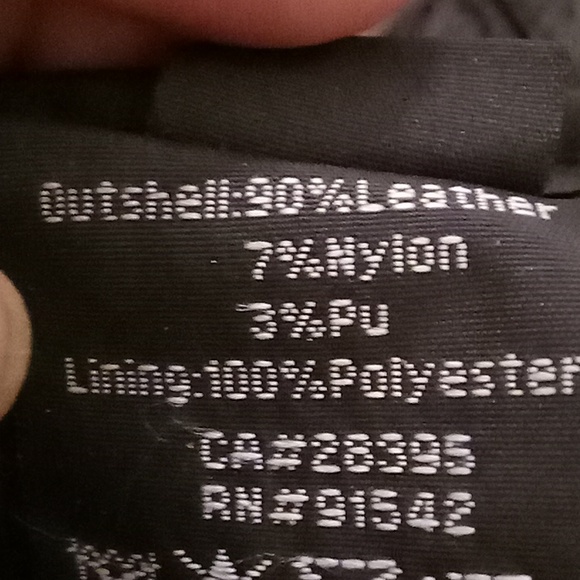 Outshell:90%Leather
7%Nylon
3%PU
Lining:100%Polyester
CA#28395
RN#91542